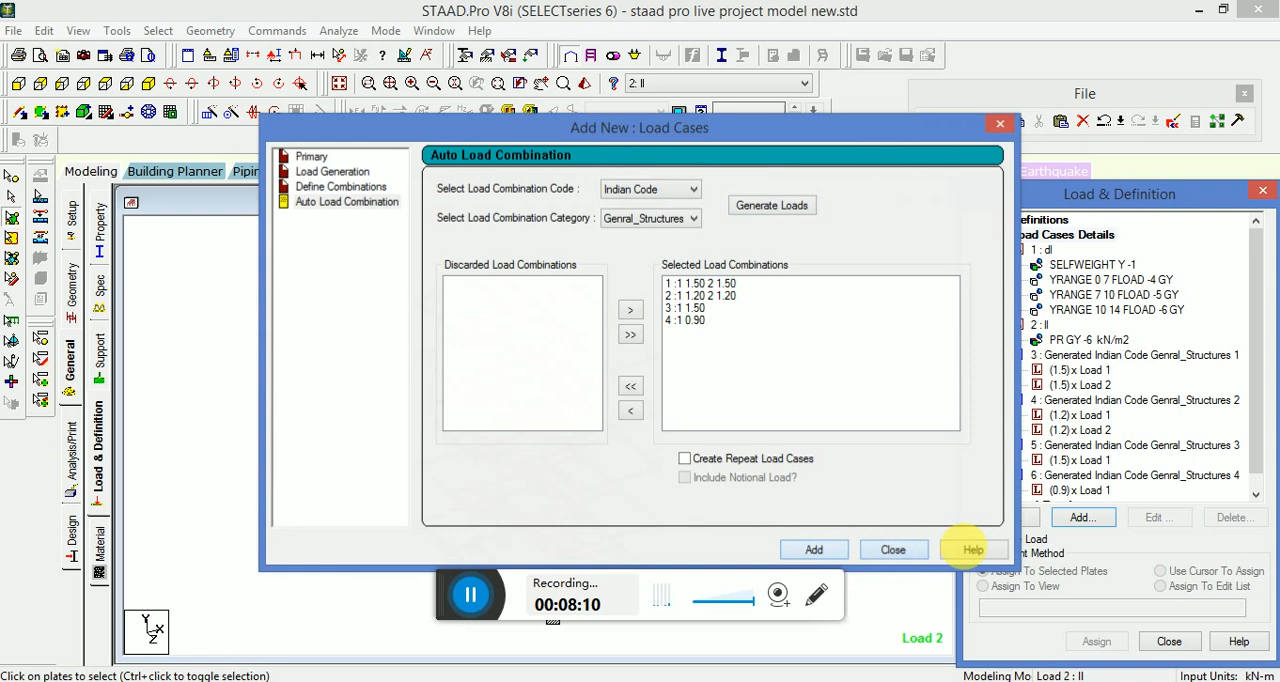 STAAD.Pro V8i (SELECTseries 6) - staad pro live project model new.std
File Edit View Tools Select Geometry Commands Analyze Mode Window Help
2: ll
File
Modeling Building Planner Pipin
Earthquake
Setup
Geometry
General
Analysis/Print
Design
Property
Spec
Support
Load & Definition
Material
Add New : Load Cases
Primary
Load Generation
Define Combinations
Auto Load Combination
Auto Load Combination
Select Load Combination Code : Indian Code
Generate Loads
Select Load Combination Category : Genral_Structures
Discarded Load Combinations
Selected Load Combinations
1 :1 1.50 2 1.50
2 :1 1.20 2 1.20
3 :1 1.50
4 :1 0.90
>
>>
<<
<
Create Repeat Load Cases
Include Notional Load?
Add Close Help
Load & Definition
efinitions
oad Cases Details
1 : dl
SELFWEIGHT Y -1
YRANGE 0 7 FLOAD -4 GY
YRANGE 7 10 FLOAD -5 GY
YRANGE 10 14 FLOAD -6 GY
2 : ll
PR GY -6 kN/m2
3 : Generated Indian Code Genral_Structures 1
(1.5) x Load 1
(1.5) x Load 2
4 : Generated Indian Code Genral_Structures 2
(1.2) x Load 1
(1.2) x Load 2
5 : Generated Indian Code Genral_Structures 3
(1.5) x Load 1
6 : Generated Indian Code Genral_Structures 4
(0.9) x Load 1
Add... Edit ... Delete...
Load
nt Method
Assign To Selected Plates Use Cursor To Assign
Assign To View Assign To Edit List
Assign Close Help
Recording...
00:08:10
Y
X
Z
Load 2
Click on plates to select (Ctrl+click to toggle selection)
Modeling Mo Load 2 : ll Input Units: kN-m